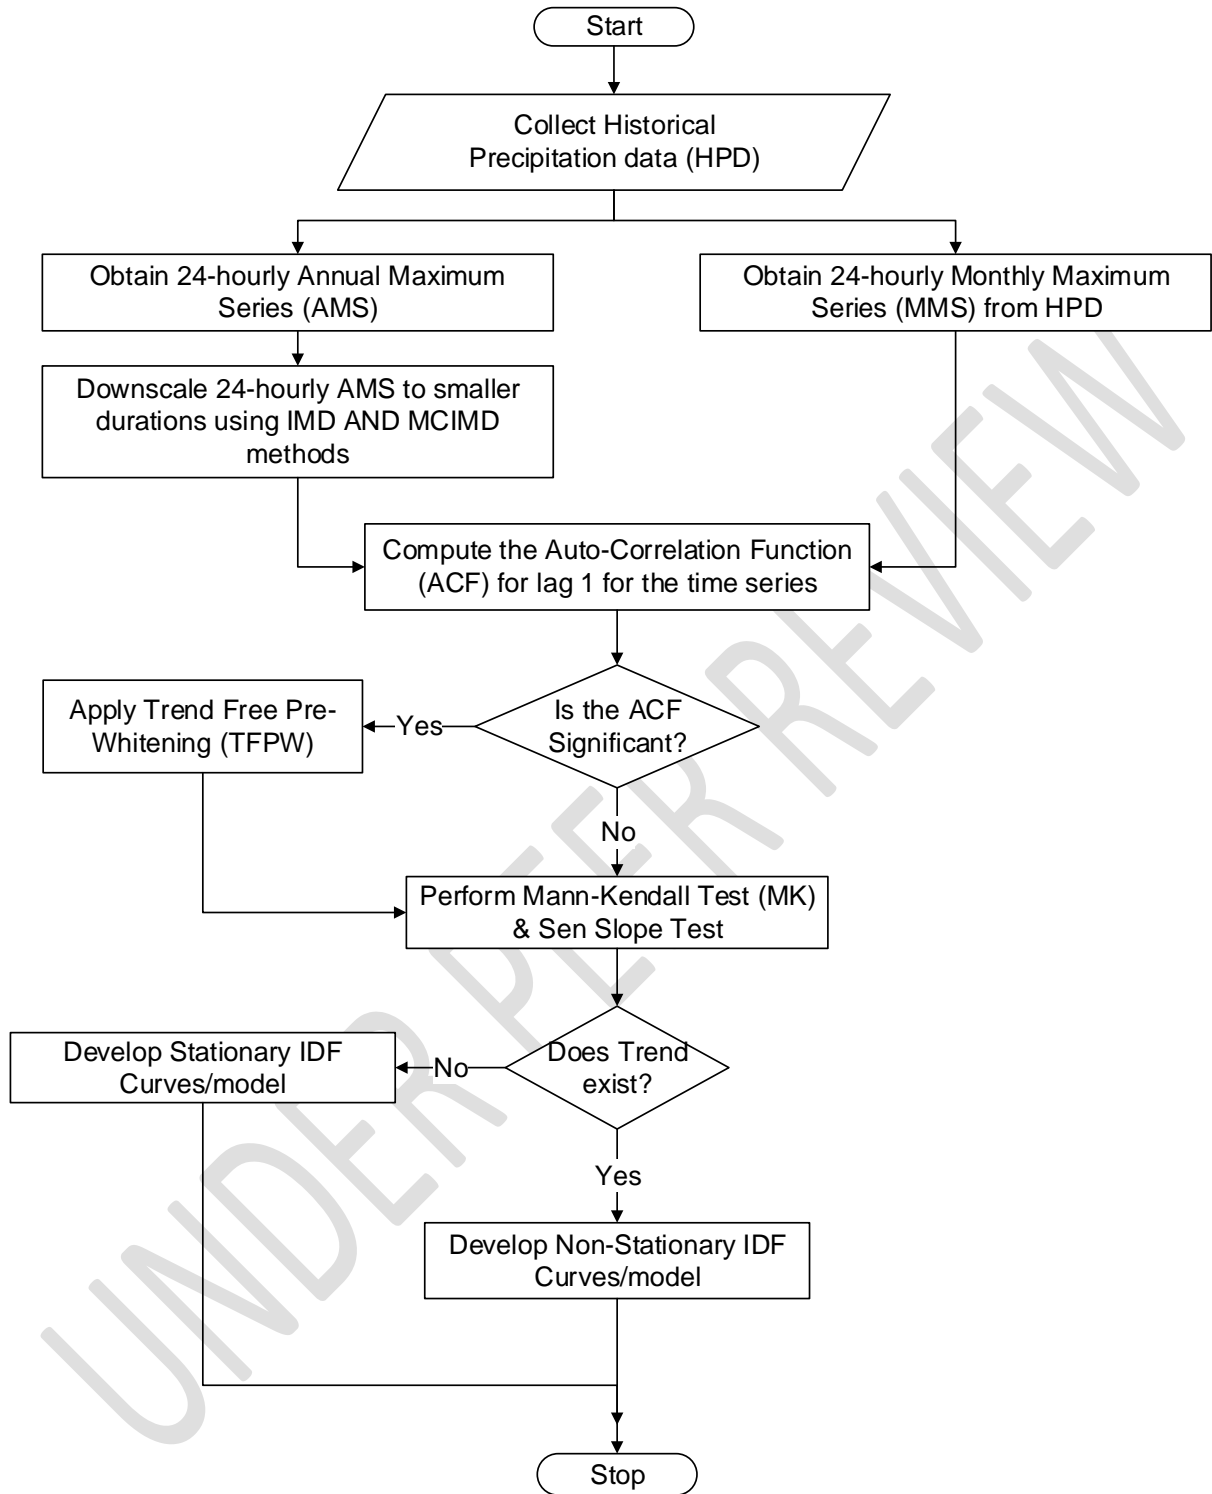 Start
Collect Historical
Precipitation data (HPD)
Obtain 24-hourly Annual Maximum
Series (AMS)
Obtain 24-hourly Monthly Maximum
Series (MMS) from HPD
Downscale 24-hourly AMS to smaller
durations using IMD AND MCIMD
methods
Compute the Auto-Correlation Function
(ACF) for lag 1 for the time series
Apply Trend Free Pre-
Whitening (TFPW)
Yes
Is the ACF
Significant?
No
Perform Mann-Kendall Test (MK)
& Sen Slope Test
Develop Stationary IDF
Curves/model
No
Does Trend
exist?
Yes
Develop Non-Stationary IDF
Curves/model
Stop
UNDER PEER REVIEW